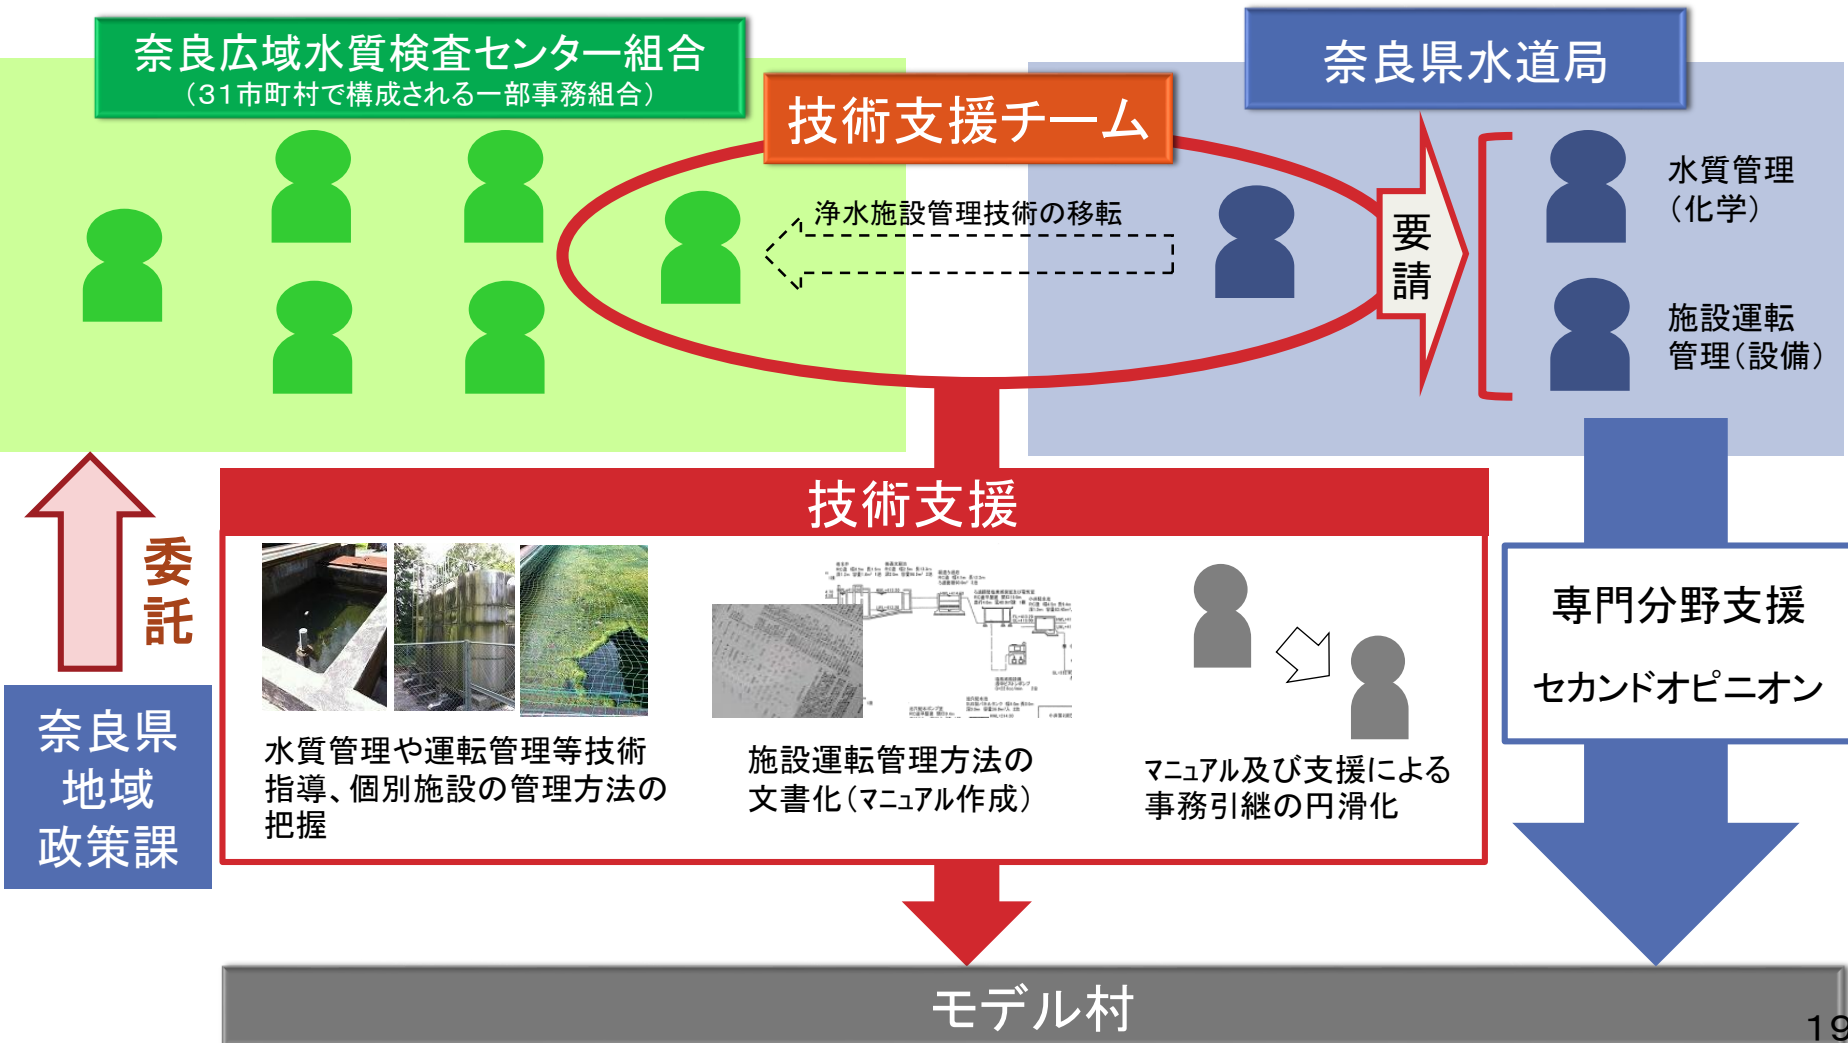 奈良広域水質検査センター組合
（３１市町村で構成される一部事務組合）
奈良県水道局
技術支援チーム
浄水施設管理技術の移転
要
請
水質管理
（化学）
施設運転
管理（設備）
委
託
技術支援
奈良県
地域
政策課
水質管理や運転管理等技術
指導、個別施設の管理方法の
把握
施設運転管理方法の
文書化（マニュアル作成）
マニュアル及び支援による
事務引継の円滑化
専門分野支援
セカンドオピニオン
モデル村
19